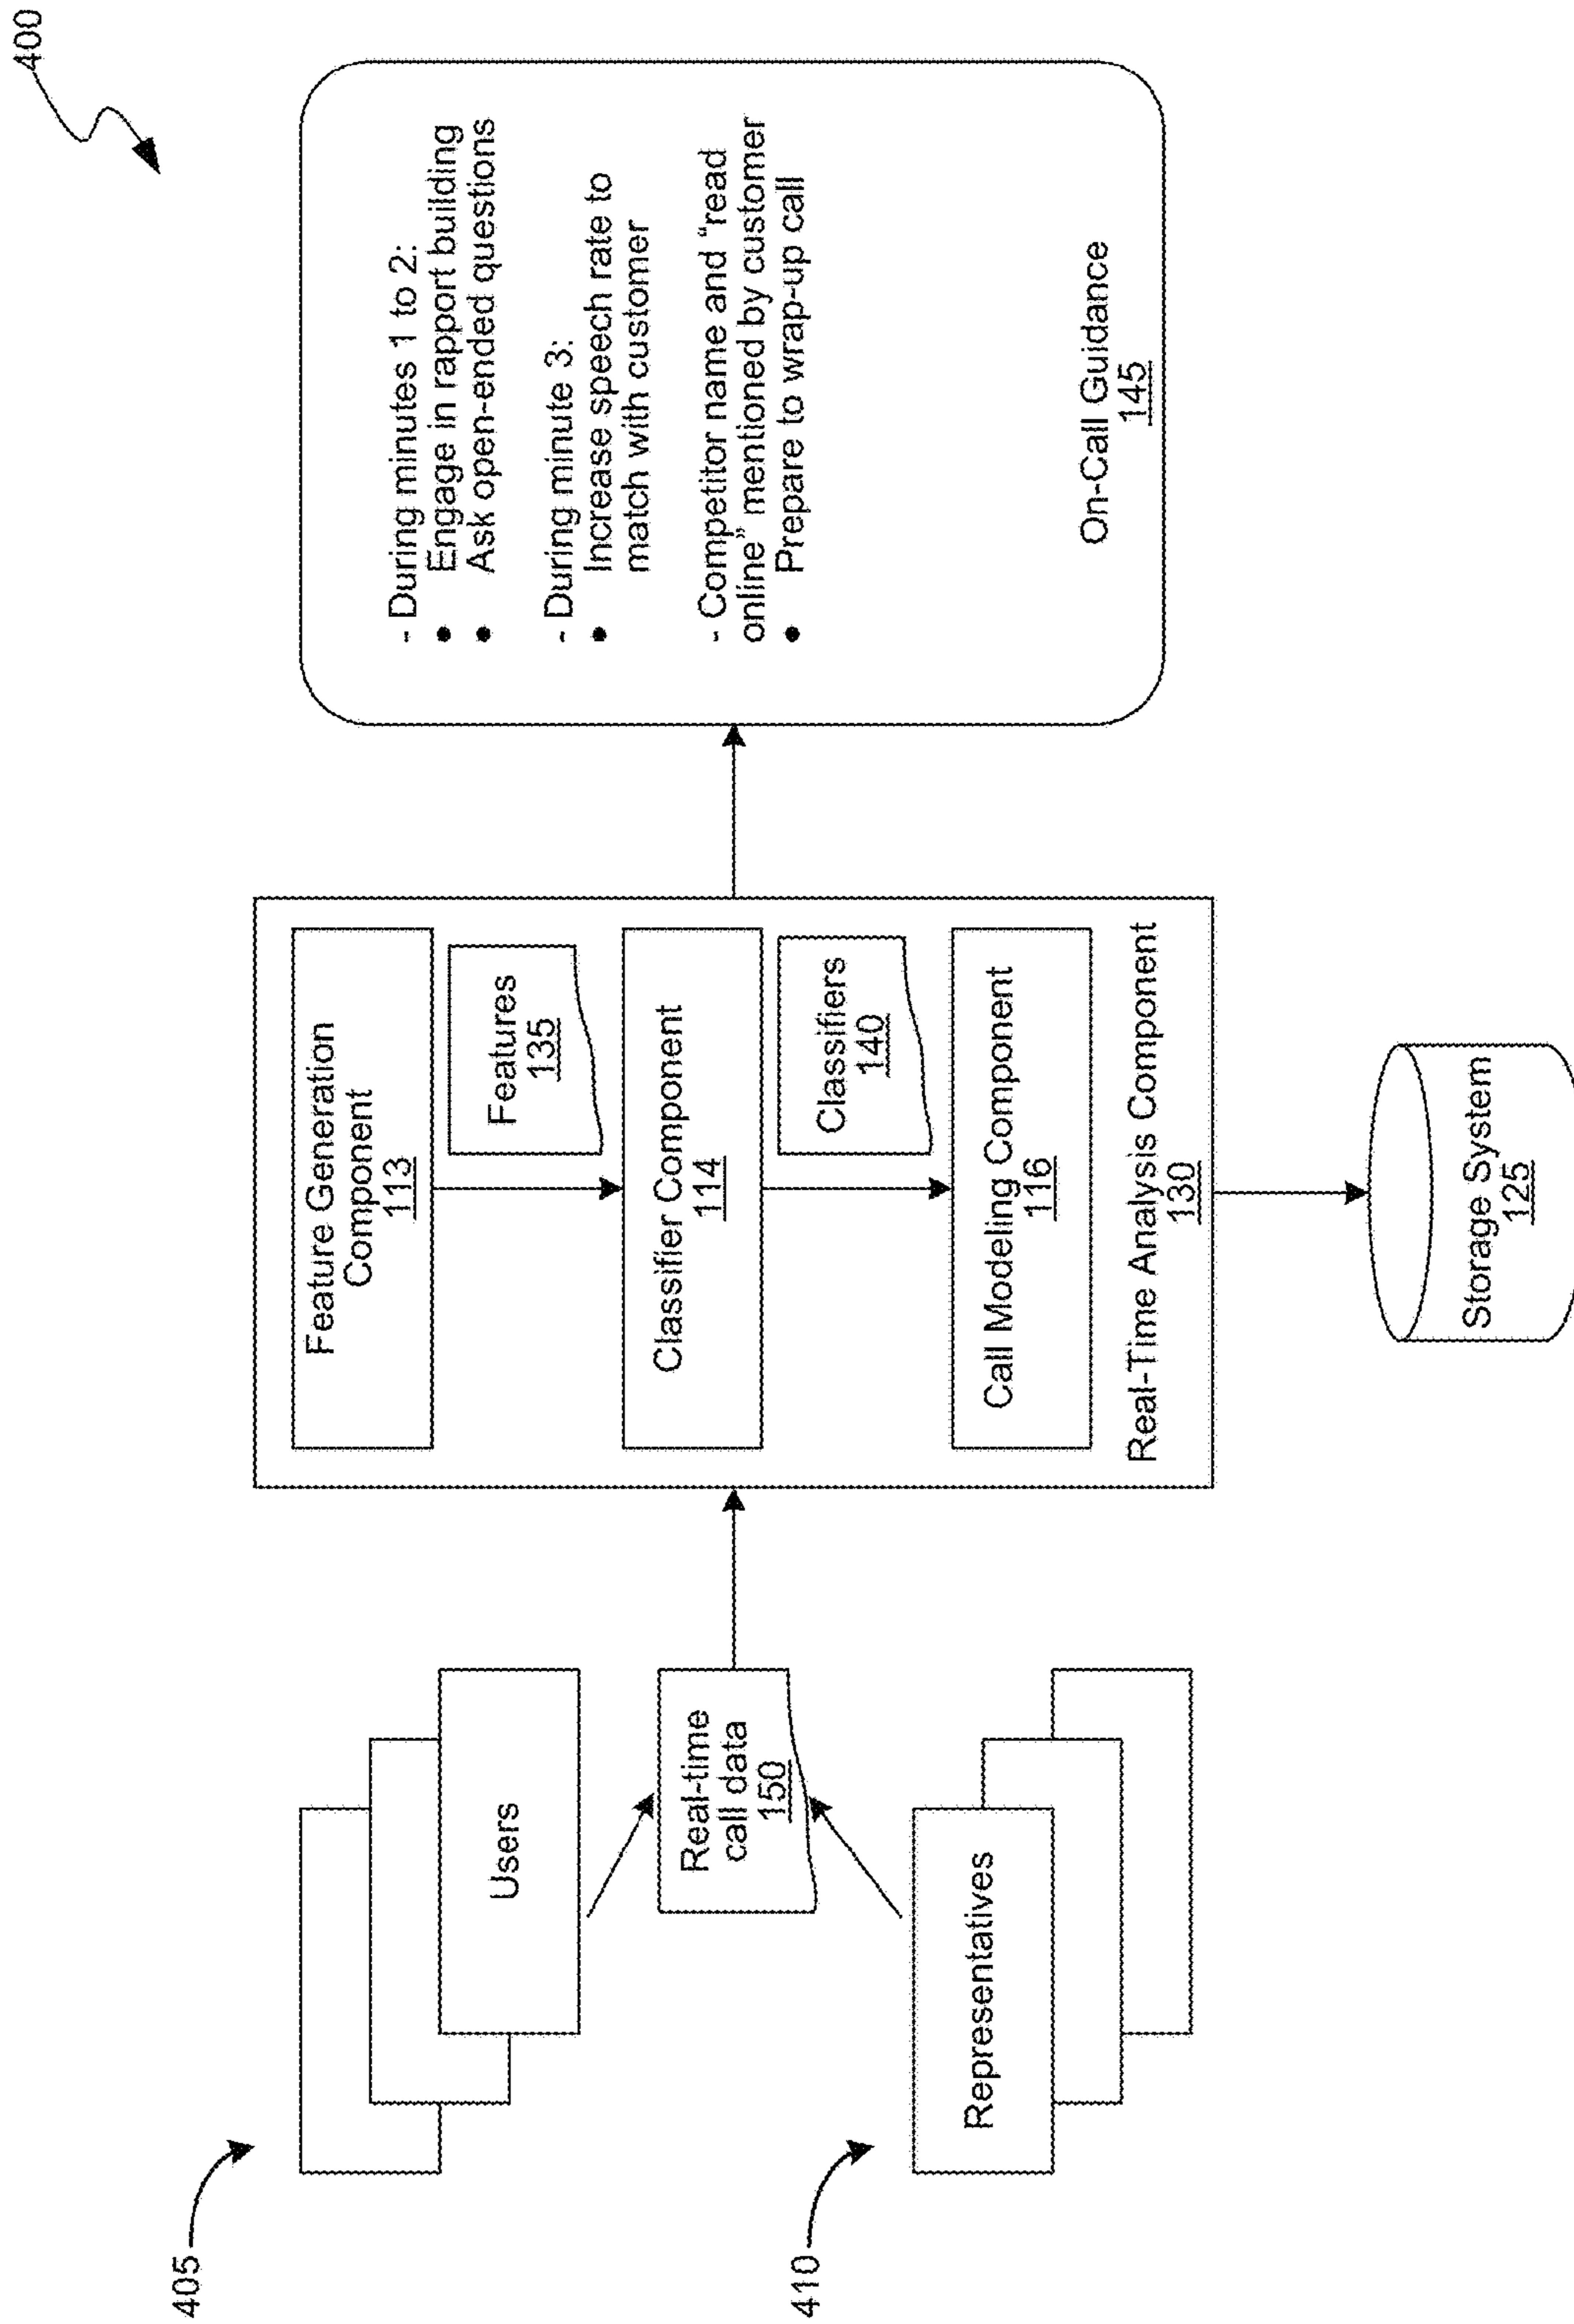 400
405
Users
410
Representatives
Real-time
call data
150
Feature Generation
Component
113
Features
135
Classifier Component
114
Classifiers
140
Call Modeling Component
116
Real-Time Analysis Component
130
Storage System
125
- During minutes 1 to 2:
• Engage in rapport building
• Ask open-ended questions
- During minute 3:
• Increase speech rate to
match with customer
- Competitor name and “read
online” mentioned by customer
• Prepare to wrap-up call
On-Call Guidance
145